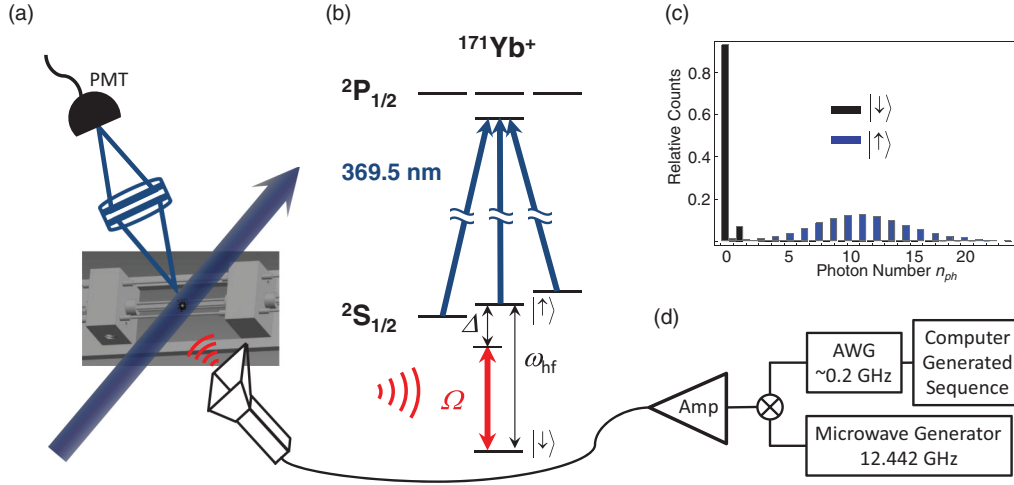 (a)
PMT
(b)
171Yb+
2P1/2
369.5 nm
2S1/2
Δ
|↑⟩
ωhf
Ω
|↓⟩
(c)
Relative Counts
0.8
0.6
0.4
0.2
|↓⟩
|↑⟩
0 5 10 15 20
Photon Number nph
(d)
Amp
AWG
~0.2 GHz
Computer
Generated
Sequence
Microwave Generator
12.442 GHz